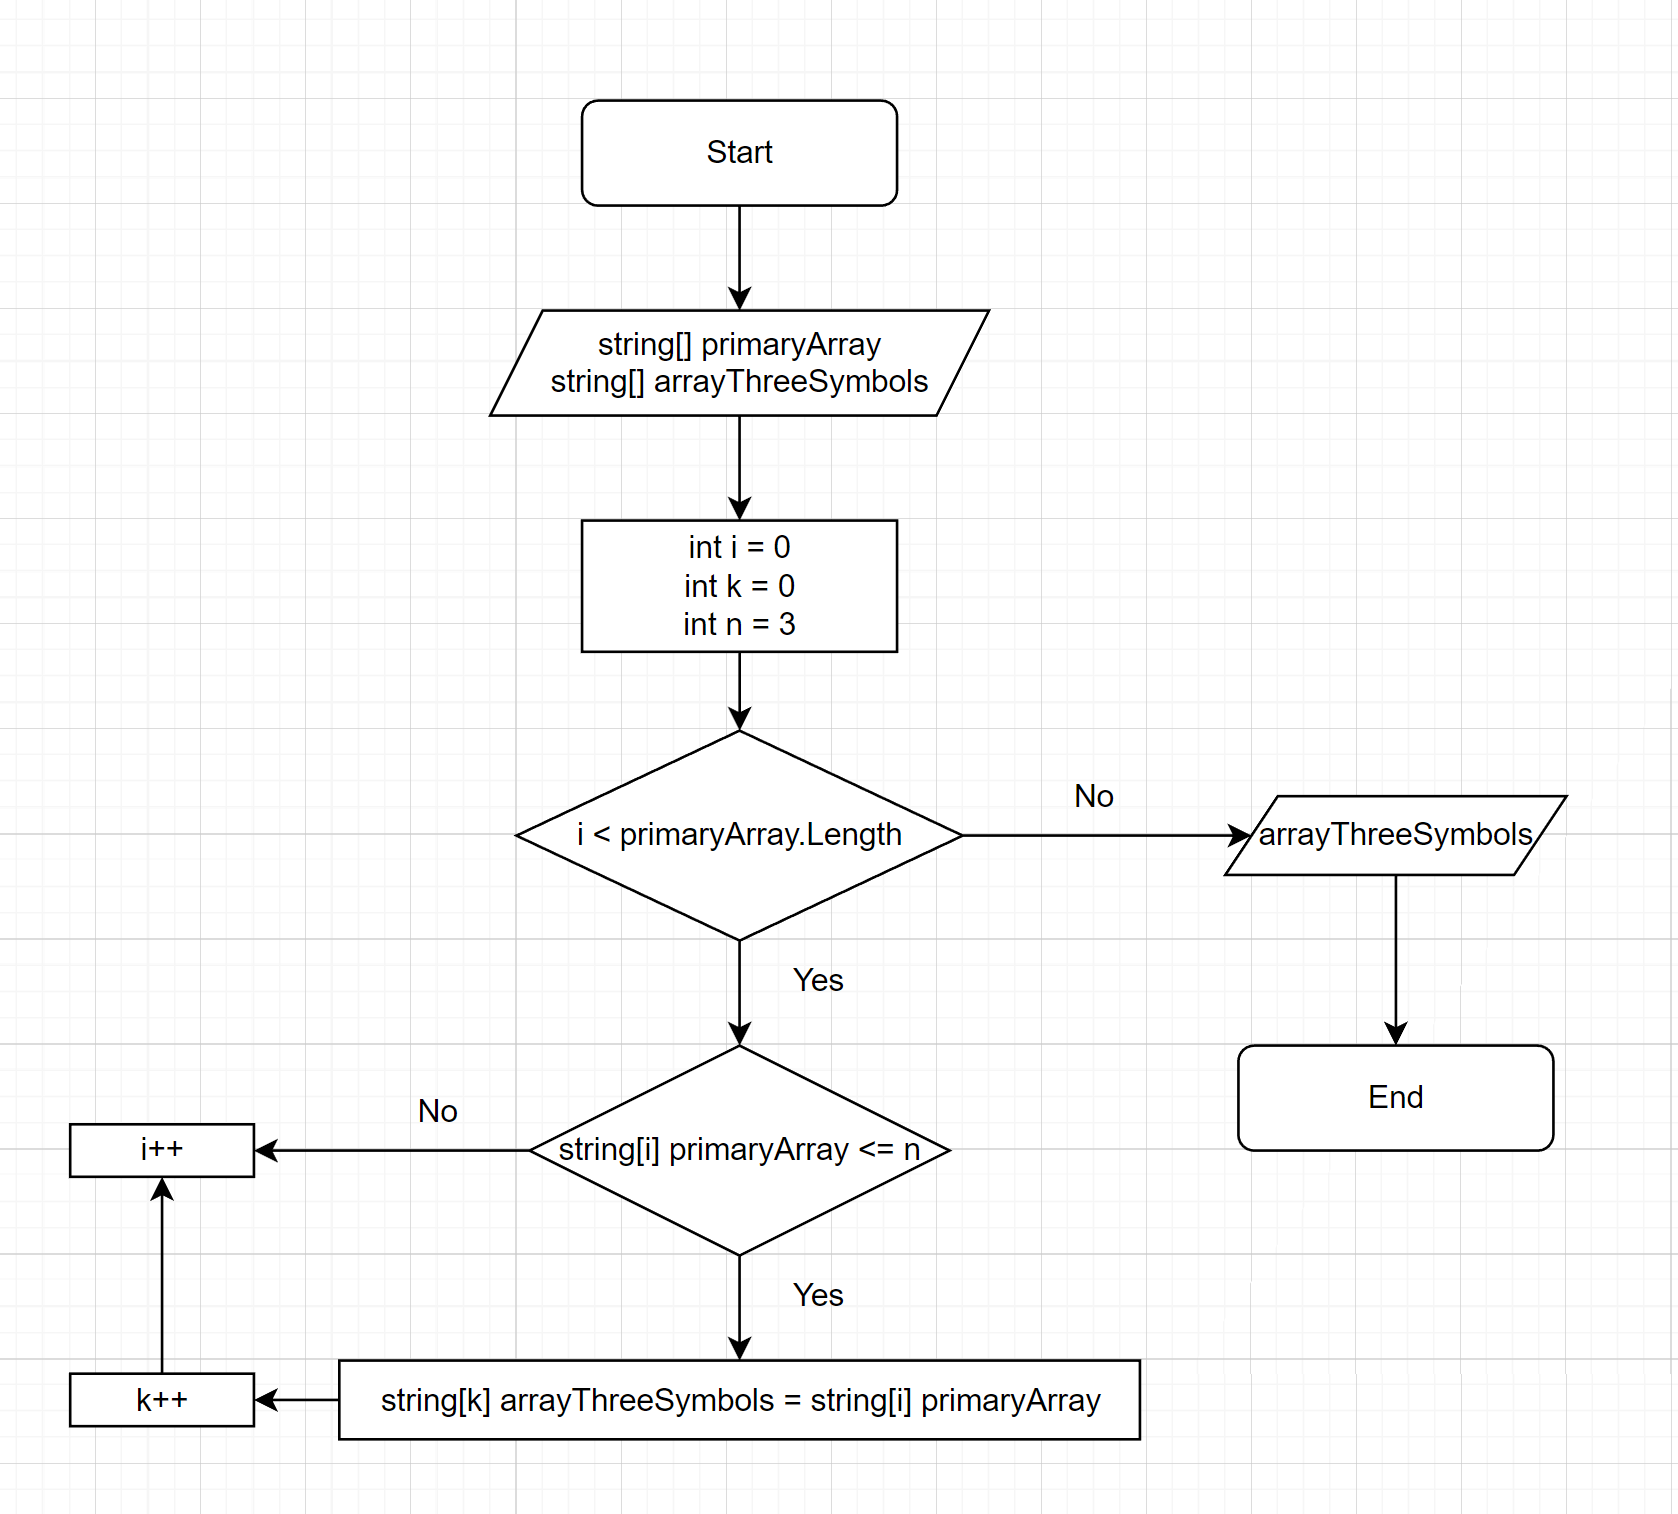 Start
string[] primaryArray
string[] arrayThreeSymbols
int i = 0
int k = 0
int n = 3
i < primaryArray.Length
No
arrayThreeSymbols
Yes
End
string[i] primaryArray <= n
No
i++
Yes
string[k] arrayThreeSymbols = string[i] primaryArray
k++